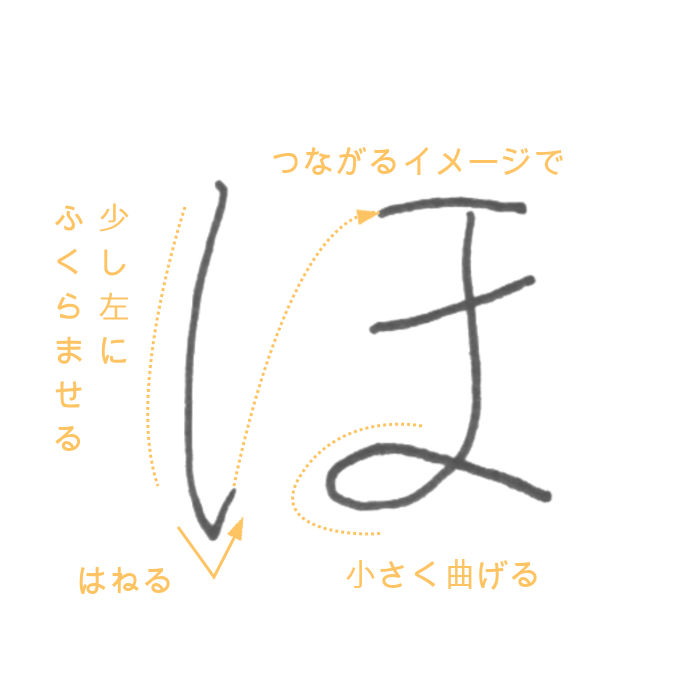 つながるイメージで
少し左に
ふくらませる
ほ
はねる
小さく曲げる